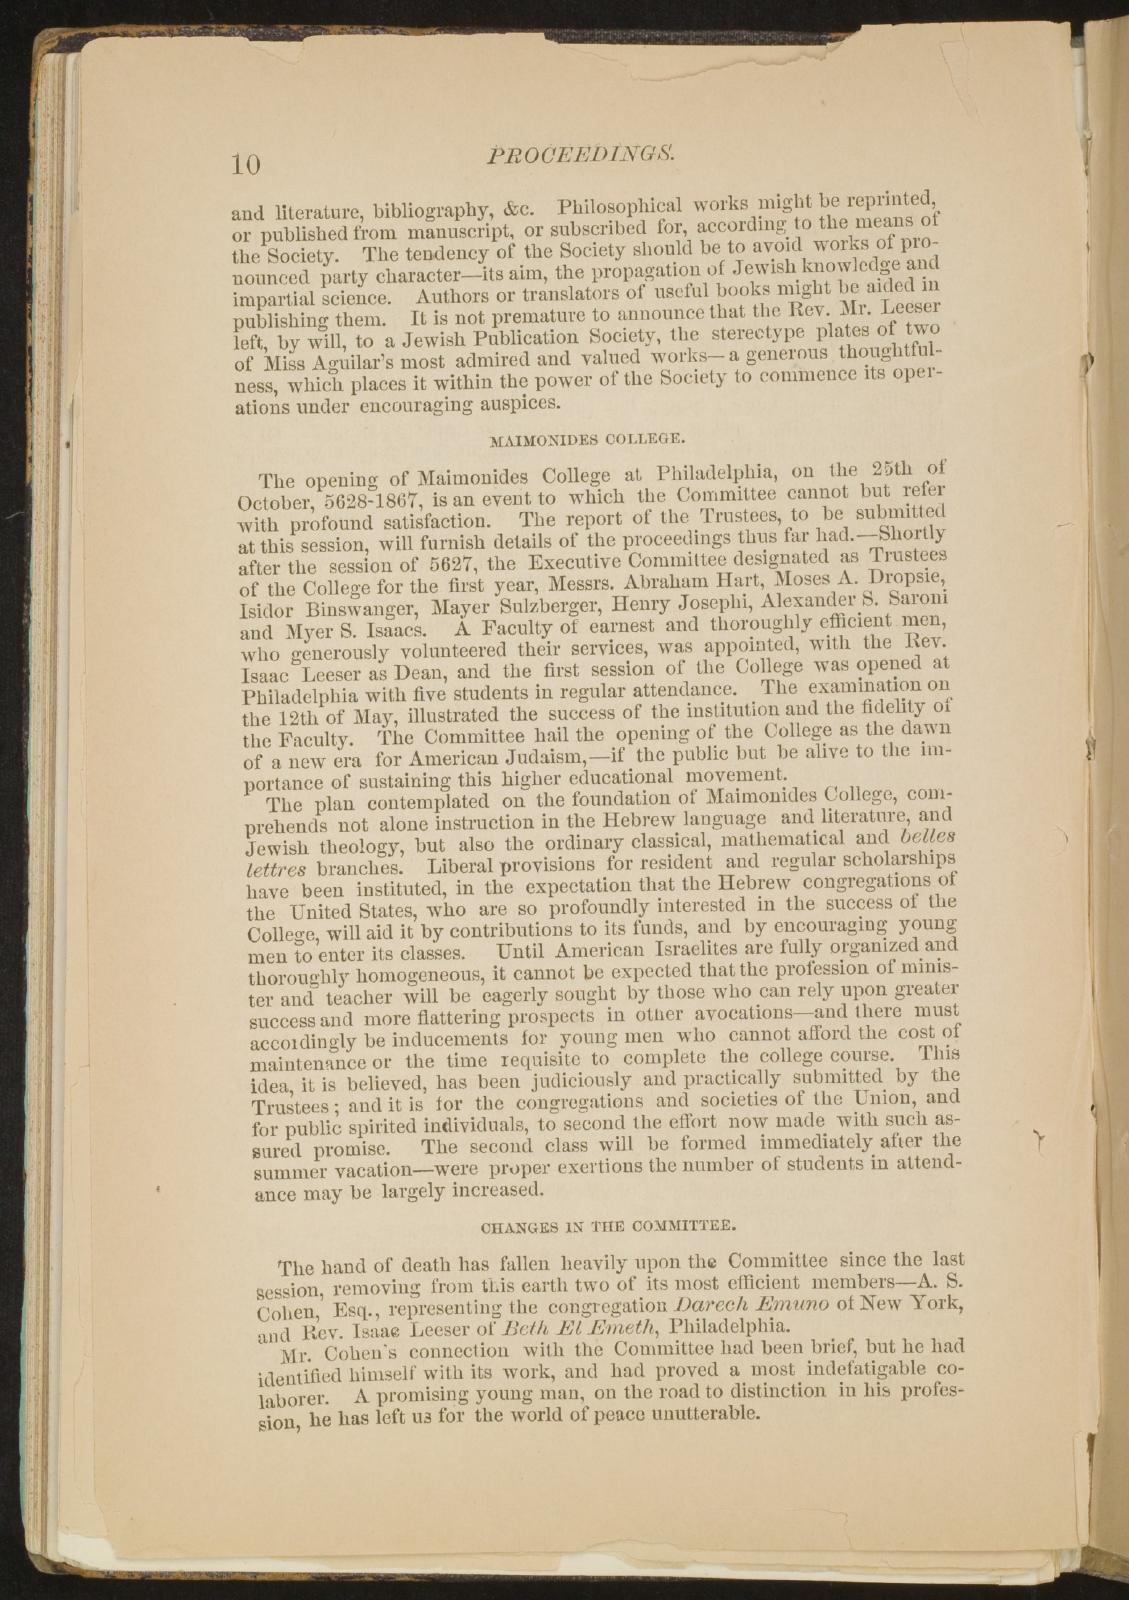 10
PROCEEDINGS.
and literature, bibliography, &c. Philosophical works might be reprinted,
or published from manuscript, or subscribed for, according to the means of
the Society. The tendency of the Society should be to avoid works of pro-
nounced party character—its aim, the propagation of Jewish knowledge and
impartial science. Authors or translators of useful books might be aided in
publishing them. It is not premature to announce that the Rev. Mr. Leeser
left, by will, to a Jewish Publication Society, the stereotype plates of two
of Miss Aguilar's most admired and valued works—a generous thoughtful-
ness, which places it within the power of the Society to commence its oper-
ations under encouraging auspices.
MAIMONIDES COLLEGE.
The opening of Maimonides College at Philadelphia, on the 25th of
October, 5628-1867, is an event to which the Committee cannot but refer
with profound satisfaction. The report of the Trustees, to be submitted
at this session, will furnish details of the proceedings thus far had.—Shortly
after the session of 5627, the Executive Committee designated as Trustees
of the College for the first year, Messrs. Abraham Hart, Moses A. Dropsie,
Isidor Binswanger, Mayer Sulzberger, Henry Josephi, Alexander S. Saroni
and Myer S. Isaacs. A Faculty of earnest and thoroughly efficient men,
who generously volunteered their services, was appointed, with the Rev.
Isaac Leeser as Dean, and the first session of the College was opened at
Philadelphia with five students in regular attendance. The examination on
the 12th of May, illustrated the success of the institution and the fidelity of
the Faculty. The Committee hail the opening of the College as the dawn
of a new era for American Judaism,—if the public but be alive to the im-
portance of sustaining this higher educational movement.
The plan contemplated on the foundation of Maimonides College, com-
prehends not alone instruction in the Hebrew language and literature, and
Jewish theology, but also the ordinary classical, mathematical and belles
lettres branches. Liberal provisions for resident and regular scholarships
have been instituted, in the expectation that the Hebrew congregations of
the United States, who are so profoundly interested in the success of the
College, will aid it by contributions to its funds, and by encouraging young
men to enter its classes. Until American Israelites are fully organized and
thoroughly homogeneous, it cannot be expected that the profession of minis-
ter and teacher will be eagerly sought by those who can rely upon greater
success and more flattering prospects in other avocations—and there must
accordingly be inducements for young men who cannot afford the cost of
maintenance or the time requisite to complete the college course. This
idea, it is believed, has been judiciously and practically submitted by the
Trustees; and it is for the congregations and societies of the Union, and
for public spirited individuals, to second the effort now made with such as-
sured promise. The second class will be formed immediately after the
summer vacation—were proper exertions the number of students in attend-
ance may be largely increased.
CHANGES IN THE COMMITTEE.
The hand of death has fallen heavily upon the Committee since the last
session, removing from this earth two of its most efficient members—A. S.
Cohen, Esq., representing the congregation Darech Emuno of New York,
and Rev. Isaac Leeser of Beth El Emeth, Philadelphia.
Mr. Cohen's connection with the Committee had been brief, but he had
identified himself with its work, and had proved a most indefatigable co-
laborer. A promising young man, on the road to distinction in his profes-
sion, he has left us for the world of peace unutterable.